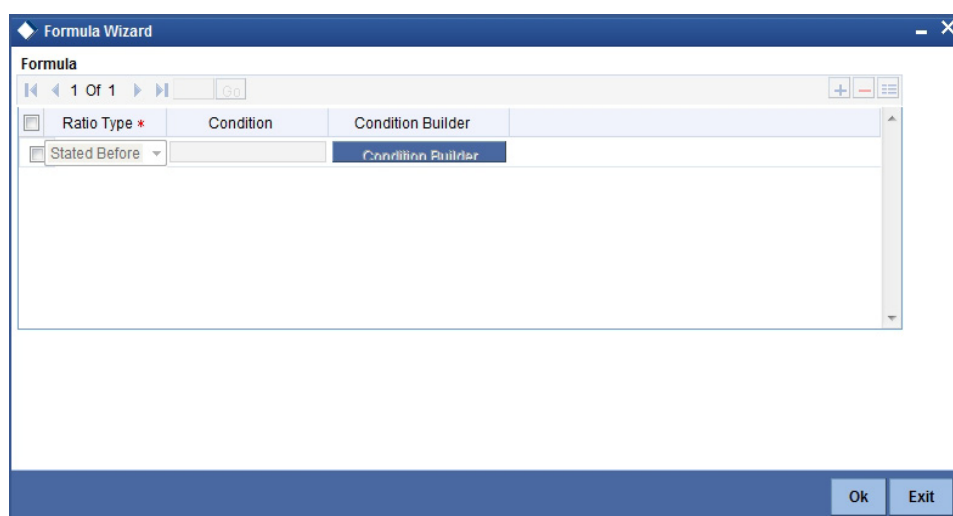 Formula Wizard
Formula
1 Of 1 Go
Ratio Type * Condition Condition Builder
Stated Before Condition Builder
Ok Exit